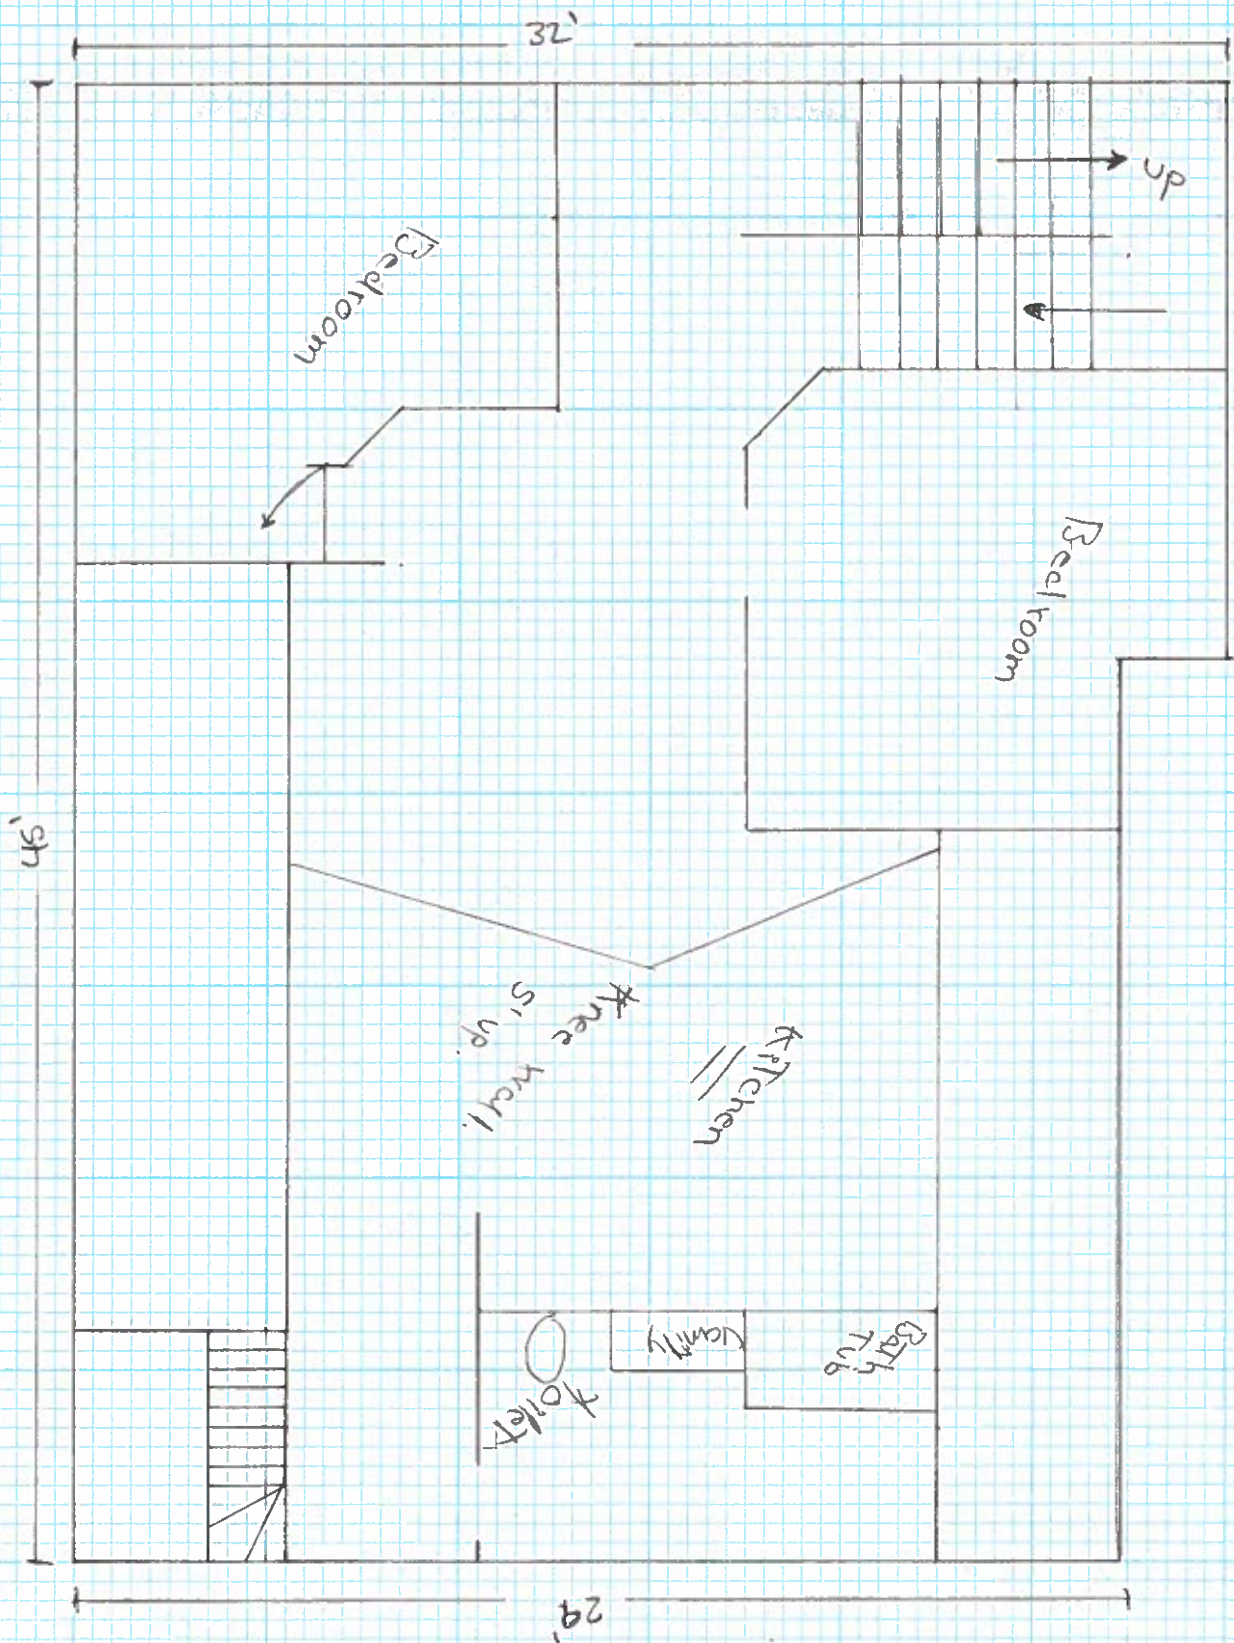 32'
up
Bedroom
Bedroom
45'
Knee wall.
5' up.
Kitchen
Vanity
Bath
Tub
toilet
29'